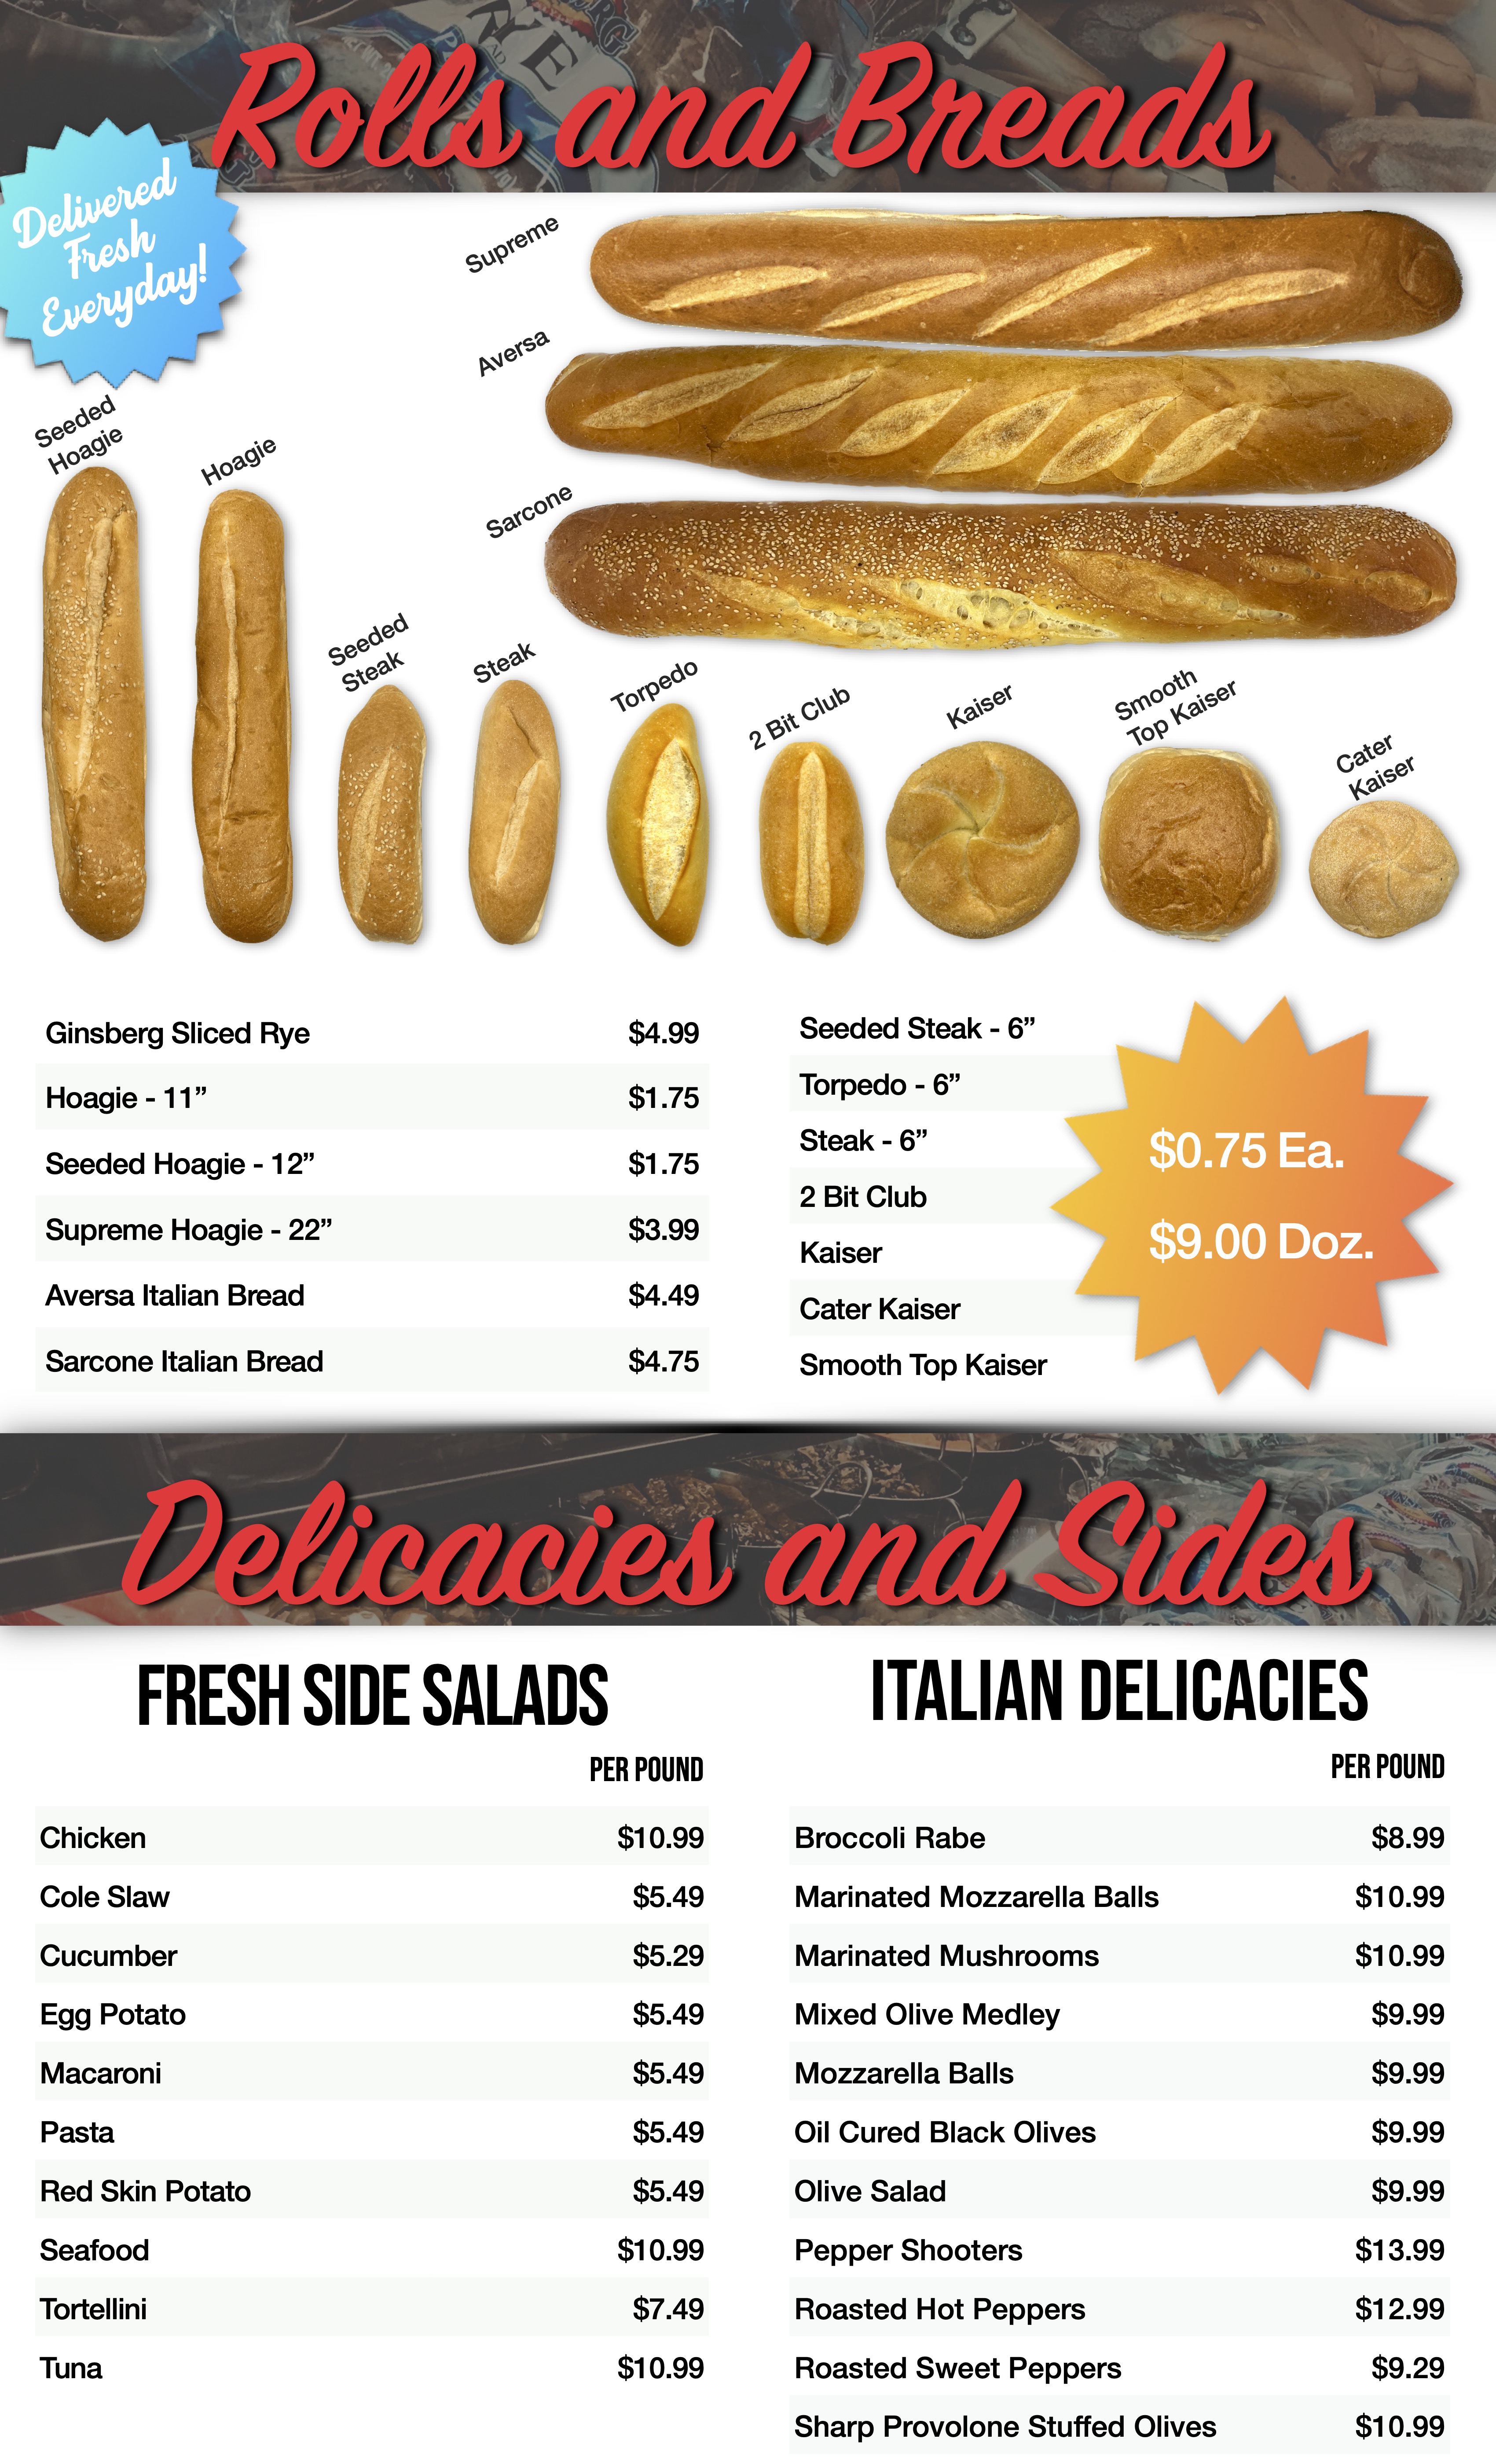 Rolls and Breads
Delivered
Fresh
Everyday!
Supreme
Aversa
Sarcone
Seeded
Hoagie
Hoagie
Seeded
Steak
Steak
Torpedo
2 Bit Club
Kaiser
Smooth
Top Kaiser
Cater
Kaiser
Ginsberg Sliced Rye $4.99
Hoagie - 11” $1.75
Seeded Hoagie - 12” $1.75
Supreme Hoagie - 22” $3.99
Aversa Italian Bread $4.49
Sarcone Italian Bread $4.75
Seeded Steak - 6”
Torpedo - 6”
Steak - 6”
2 Bit Club
Kaiser
Cater Kaiser
Smooth Top Kaiser
$0.75 Ea.
$9.00 Doz.
Delicacies and Sides
FRESH SIDE SALADS
PER POUND
Chicken $10.99
Cole Slaw $5.49
Cucumber $5.29
Egg Potato $5.49
Macaroni $5.49
Pasta $5.49
Red Skin Potato $5.49
Seafood $10.99
Tortellini $7.49
Tuna $10.99
ITALIAN DELICACIES
PER POUND
Broccoli Rabe $8.99
Marinated Mozzarella Balls $10.99
Marinated Mushrooms $10.99
Mixed Olive Medley $9.99
Mozzarella Balls $9.99
Oil Cured Black Olives $9.99
Olive Salad $9.99
Pepper Shooters $13.99
Roasted Hot Peppers $12.99
Roasted Sweet Peppers $9.29
Sharp Provolone Stuffed Olives $10.99